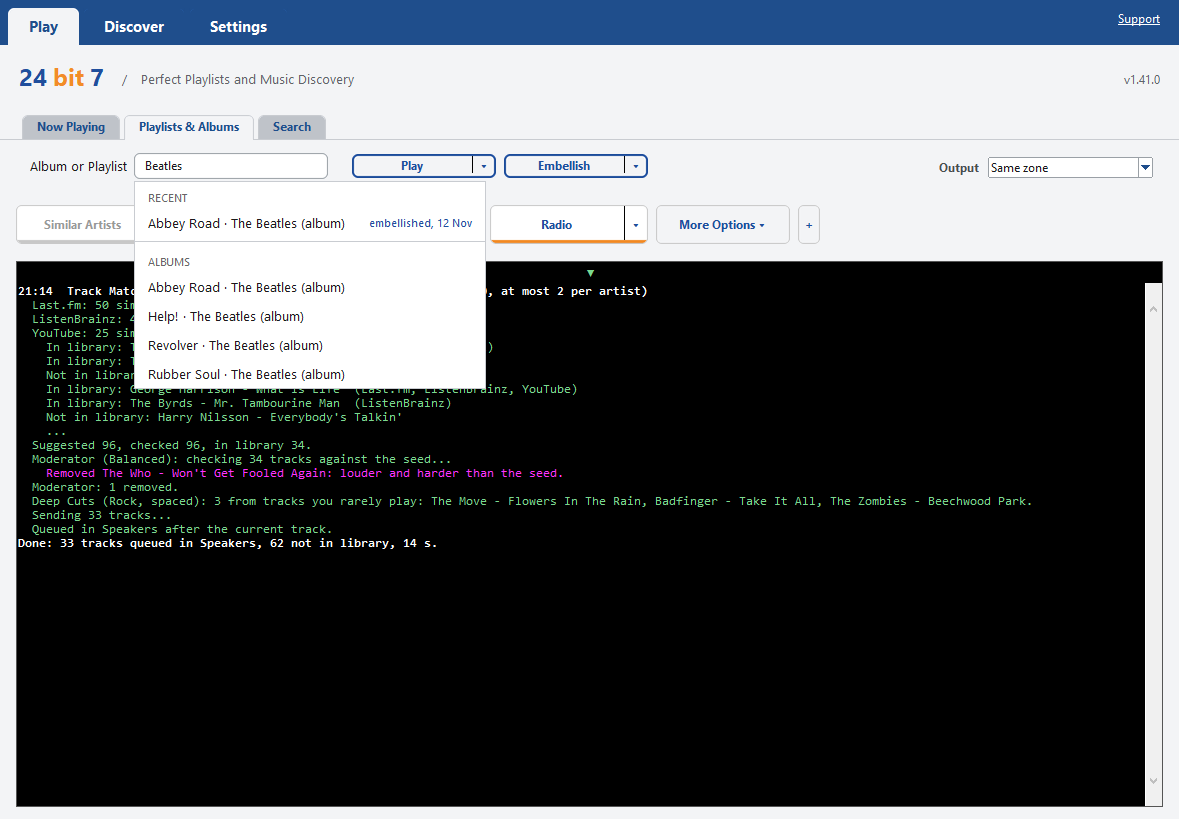 Play Discover Settings Support
24 bit 7 / Perfect Playlists and Music Discovery v1.41.0
Now Playing Playlists & Albums Search
Album or Playlist Beatles Play Embellish Output Same zone
RECENT
Abbey Road · The Beatles (album) embellished, 12 Nov
Similar Artists Radio More Options +
ALBUMS
Abbey Road · The Beatles (album)
Help! · The Beatles (album)
Revolver · The Beatles (album)
Rubber Soul · The Beatles (album)
21:14 Track , at most 2 per artist)
Last.fm: 50
ListenBrainz:
YouTube: 25
In library:
In library:
Not in
In library: George Harrison - What Is Life (Last.fm, ListenBrainz, YouTube)
In library: The Byrds - Mr. Tambourine Man (ListenBrainz)
Not in library: Harry Nilsson - Everybody's Talkin'
...
Suggested 96, checked 96, in library 34.
Moderator (Balanced): checking 34 tracks against the seed...
Removed The Who - Won't Get Fooled Again: louder and harder than the seed.
Moderator: 1 removed.
Deep Cuts (Rock, spaced): 3 from tracks you rarely play: The Move - Flowers In The Rain, Badfinger - Take It All, The Zombies - Beechwood Park.
Sending 33 tracks...
Queued in Speakers after the current track.
Done: 33 tracks queued in Speakers, 62 not in library, 14 s.